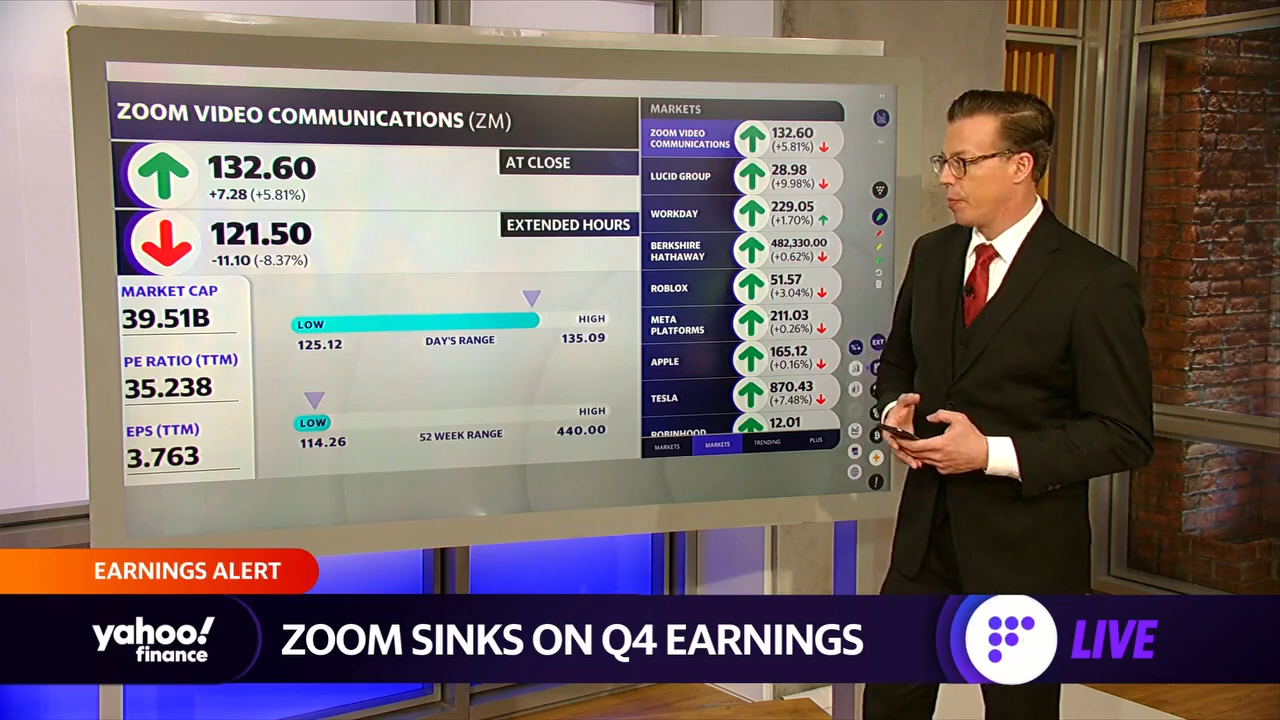 ZOOM VIDEO COMMUNICATIONS (ZM)
132.60
+7.28 (+5.81%)
AT CLOSE
121.50
-11.10 (-8.37%)
EXTENDED HOURS
MARKET CAP
39.51B
PE RATIO (TTM)
35.238
EPS (TTM)
3.763
LOW
HIGH
125.12
DAY'S RANGE
135.09
LOW
HIGH
114.26
52 WEEK RANGE
440.00
MARKETS
ZOOM VIDEO
COMMUNICATIONS
132.60
(+5.81%)
LUCID GROUP
28.98
(+9.98%)
WORKDAY
229.05
(+1.70%)
BERKSHIRE
HATHAWAY
482,330.00
(+0.62%)
ROBLOX
51.57
(+3.04%)
META
PLATFORMS
211.03
(+0.26%)
APPLE
165.12
(+0.16%)
TESLA
870.43
(+7.48%)
ROBINHOOD
12.01
MARKETS
MARKETS
TRENDING
PLUS
EXT
EARNINGS ALERT
yahoo!
finance
ZOOM SINKS ON Q4 EARNINGS
LIVE